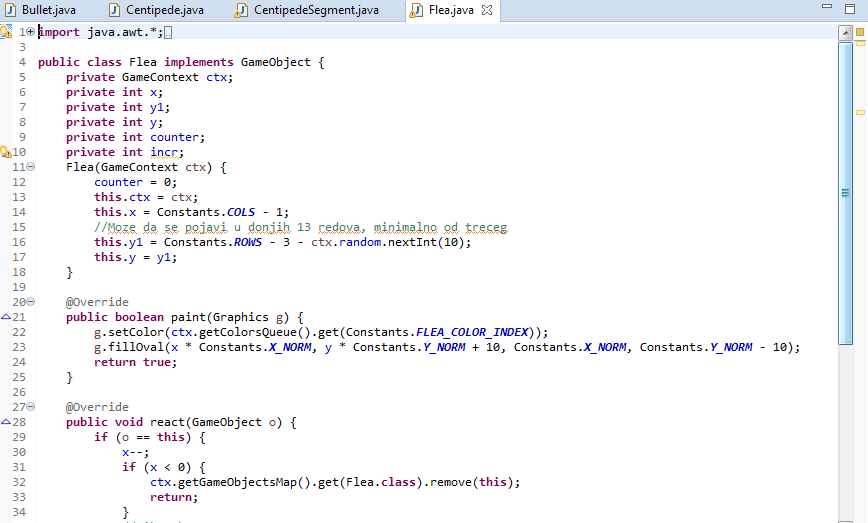 Bullet.java Centipede.java CentipedeSegment.java Flea.java
1 import java.awt.*;
3
4 public class Flea implements GameObject {
5 private GameContext ctx;
6 private int x;
7 private int y1;
8 private int y;
9 private int counter;
10 private int incr;
11 Flea(GameContext ctx) {
12 counter = 0;
13 this.ctx = ctx;
14 this.x = Constants.COLS - 1;
15 //Moze da se pojavi u donjih 13 redova, minimalno od treceg
16 this.y1 = Constants.ROWS - 3 - ctx.random.nextInt(10);
17 this.y = y1;
18 }
19
20 @Override
21 public boolean paint(Graphics g) {
22 g.setColor(ctx.getColorsQueue().get(Constants.FLEA_COLOR_INDEX));
23 g.fillOval(x * Constants.X_NORM, y * Constants.Y_NORM + 10, Constants.X_NORM, Constants.Y_NORM - 10);
24 return true;
25 }
26
27 @Override
28 public void react(GameObject o) {
29 if (o == this) {
30 x--;
31 if (x < 0) {
32 ctx.getGameObjectsMap().get(Flea.class).remove(this);
33 return;
34 }